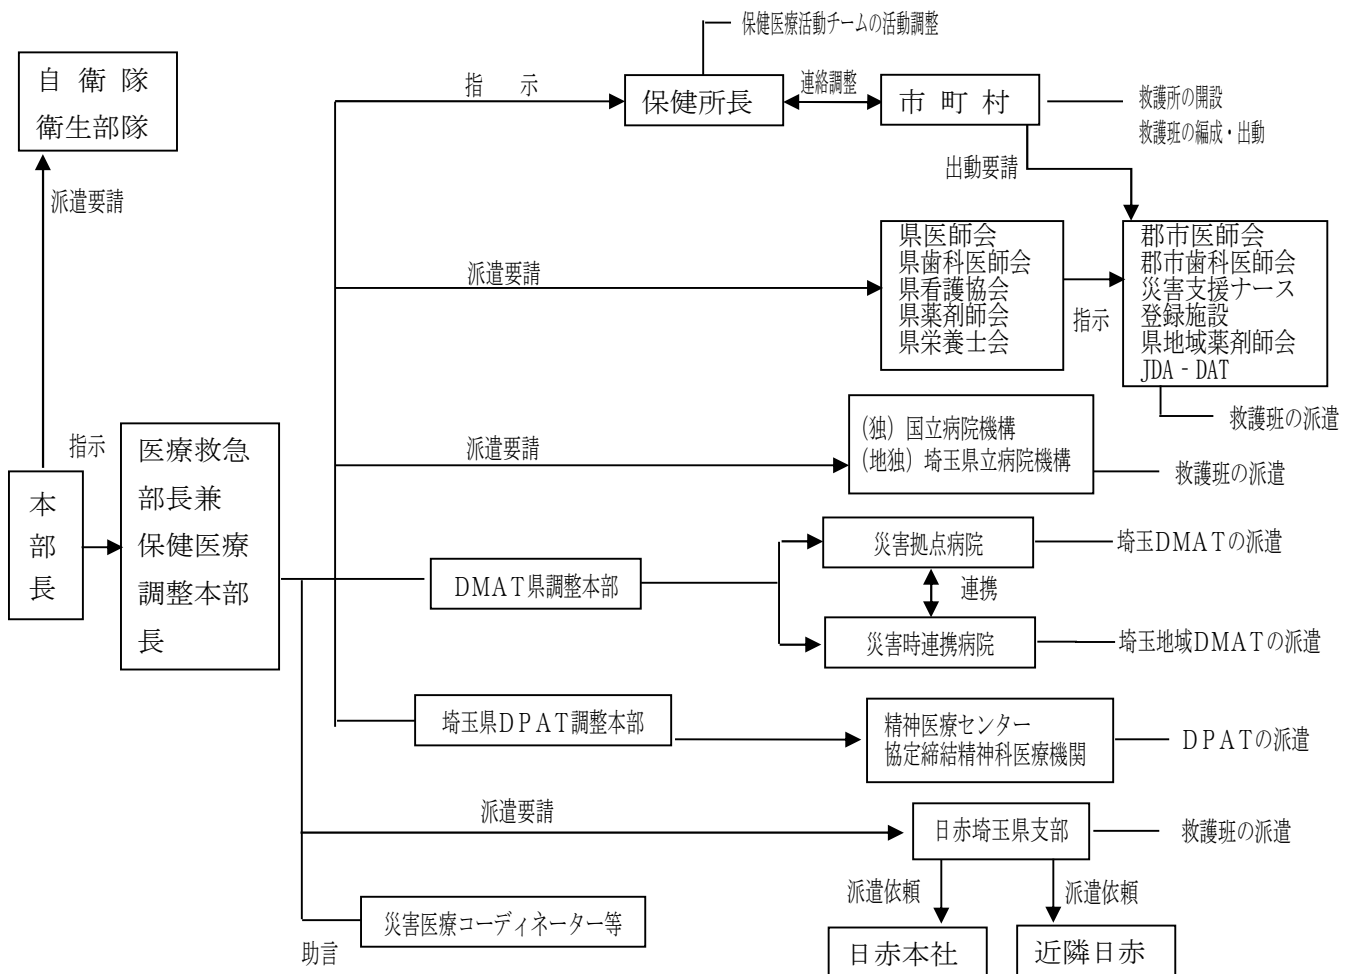 保健医療活動チームの活動調整
自衛隊
衛生部隊
指　示
保健所長
連絡調整
市町村
救護所の開設
救護班の編成・出動
派遣要請
出動要請
派遣要請
県医師会
県歯科医師会
県看護協会
県薬剤師会
県栄養士会
指示
郡市医師会
郡市歯科医師会
災害支援ナース
登録施設
県地域薬剤師会
JDA‐DAT
救護班の派遣
指示
本部長
医療救急
部長兼
保健医療
調整本部
長
派遣要請
(独) 国立病院機構
(地独) 埼玉県立病院機構
救護班の派遣
DMAT県調整本部
災害拠点病院
埼玉DMATの派遣
連携
災害時連携病院
埼玉地域DMATの派遣
埼玉県DPAT調整本部
精神医療センター
協定締結精神科医療機関
DPATの派遣
派遣要請
日赤埼玉県支部
救護班の派遣
派遣依頼
派遣依頼
災害医療コーディネーター等
助言
日赤本社
近隣日赤